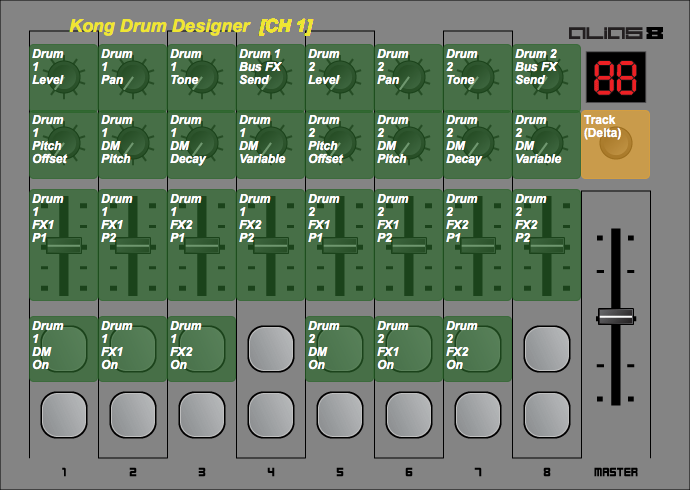 Kong Drum Designer [CH 1]
ALIAS 8
Drum 1 Level
Drum 1 Pan
Drum 1 Tone
Drum 1 Bus FX Send
Drum 2 Level
Drum 2 Pan
Drum 2 Tone
Drum 2 Bus FX Send
88
Drum 1 Pitch Offset
Drum 1 DM Pitch
Drum 1 DM Decay
Drum 1 DM Variable
Drum 2 Pitch Offset
Drum 2 DM Pitch
Drum 2 DM Decay
Drum 2 DM Variable
Track (Delta)
Drum 1 FX1 P1
Drum 1 FX1 P2
Drum 1 FX2 P1
Drum 1 FX2 P2
Drum 2 FX1 P1
Drum 2 FX1 P2
Drum 2 FX2 P1
Drum 2 FX2 P2
Drum 1 DM On
Drum 1 FX1 On
Drum 1 FX2 On
Drum 2 DM On
Drum 2 FX1 On
Drum 2 FX2 On
1 2 3 4 5 6 7 8 MASTER